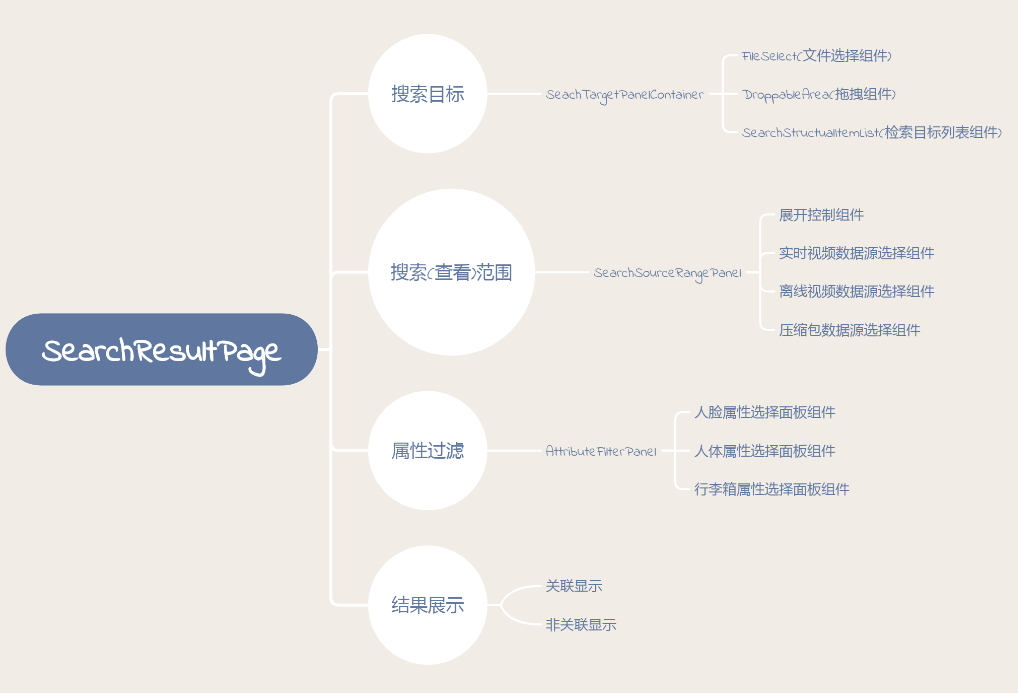 SearchResultPage
搜索目标
SeachTargetPanelContainer
FileSelect(文件选择组件)
DroppableArea(拖拽组件)
SearchStructualItemList(检索目标列表组件)
搜索(查看)范围
SearchSourceRangePanel
展开控制组件
实时视频数据源选择组件
离线视频数据源选择组件
压缩包数据源选择组件
属性过滤
AttributeFilterPanel
人脸属性选择面板组件
人体属性选择面板组件
行李箱属性选择面板组件
结果展示
关联显示
非关联显示